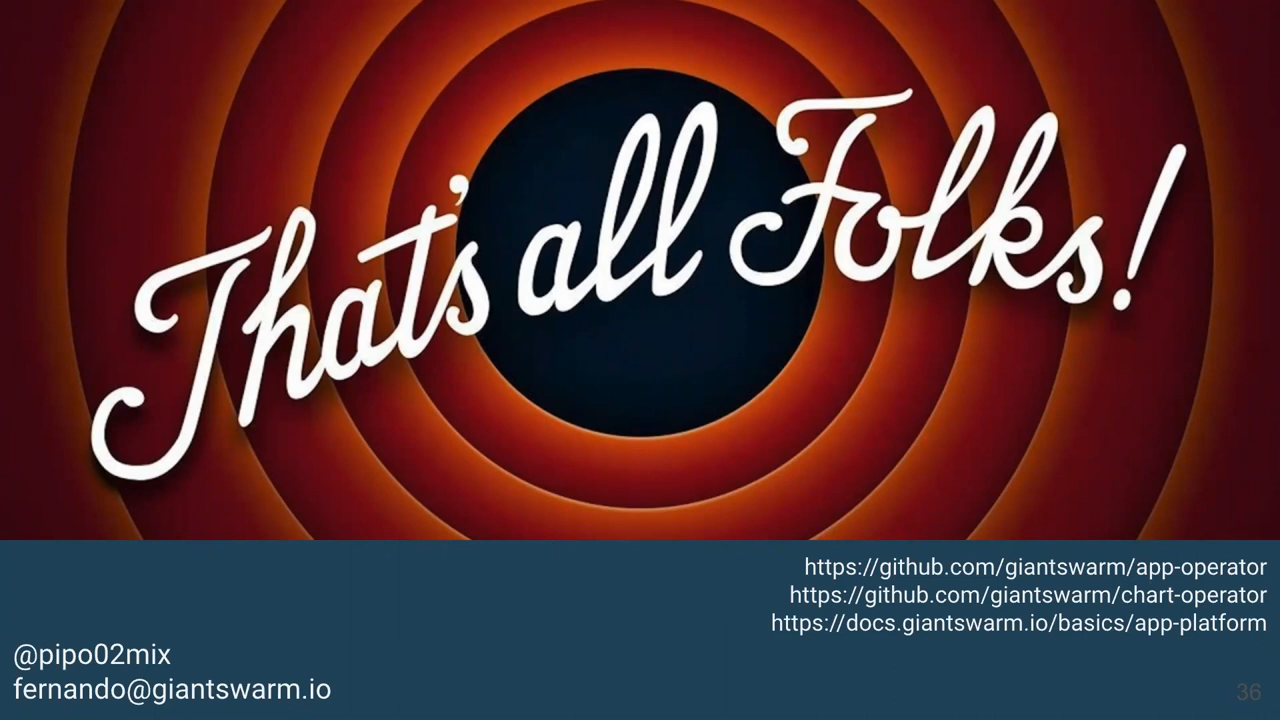 That's all Folks!
https://github.com/giantswarm/app-operator
https://github.com/giantswarm/chart-operator
https://docs.giantswarm.io/basics/app-platform
@pipo02mix
fernando@giantswarm.io
36